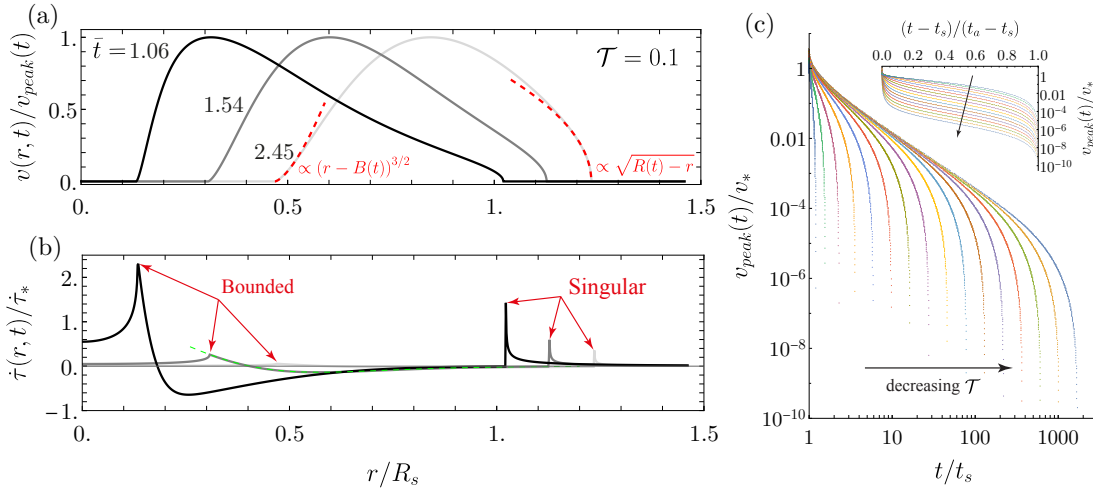 (a)
v(r, t)/v_peak(t)
1.
0.5
0.
t̄ = 1.06
1.54
2.45
𝒯 = 0.1
∝ (r − B(t))^{3/2}
∝ √(R(t) − r)
0. 0.5 1. 1.5
(b)
τ̇(r, t)/τ̇_*
2.
1.
0.
−1.
Bounded
Singular
0. 0.5 1. 1.5
r/R_s
(c)
v_peak(t)/v_*
1
0.01
10^{−4}
10^{−6}
10^{−8}
10^{−10}
(t − t_s)/(t_a − t_s)
0.0 0.2 0.4 0.6 0.8 1.0
1
0.01
10^{−4}
10^{−6}
10^{−8}
10^{−10}
v_peak(t)/v_*
decreasing 𝒯
1 10 100 1000
t/t_s